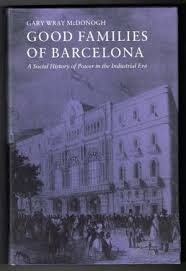 GARY WRAY McDONOGH
GOOD FAMILIES
OF BARCELONA
A Social History of Power in the Industrial Era